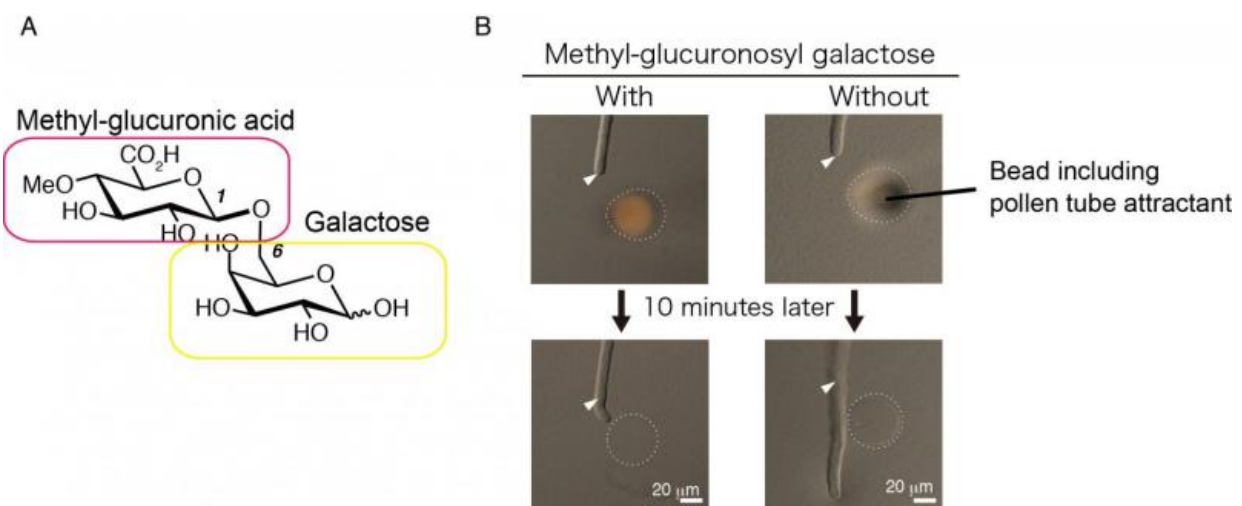 A
Methyl-glucuronic acid
CO2H
O
MeO
1
O
HO
HO
Galactose
HO
6
O
HO
OH
HO
B
Methyl-glucuronosyl galactose
With
Without
Bead including
pollen tube attractant
10 minutes later
20 μm
20 μm